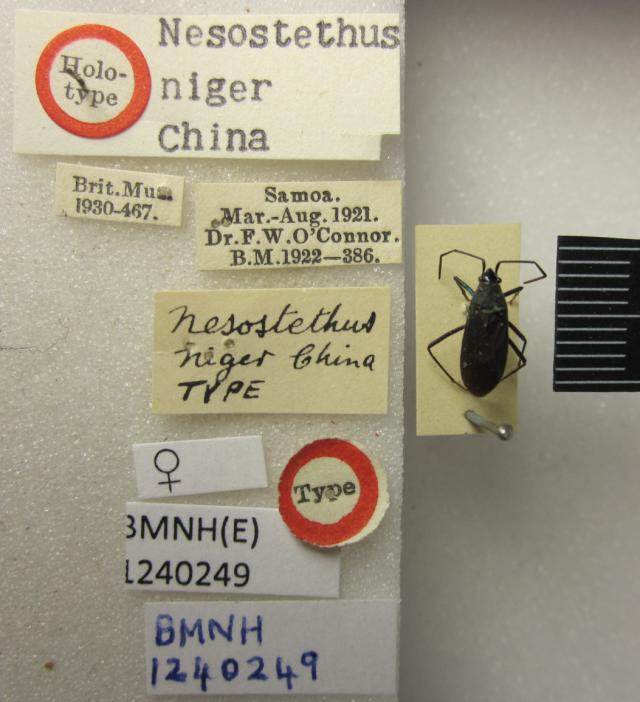 Holo-
type
Nesostethus
niger
China
Brit.Mus
1930-467.
Samoa.
Mar.-Aug. 1921.
Dr.F.W.O'Connor.
B.M.1922—386.
Nesostethus
niger China
TYPE
♀
Type
BMNH(E)
1240249
BMNH
1240249